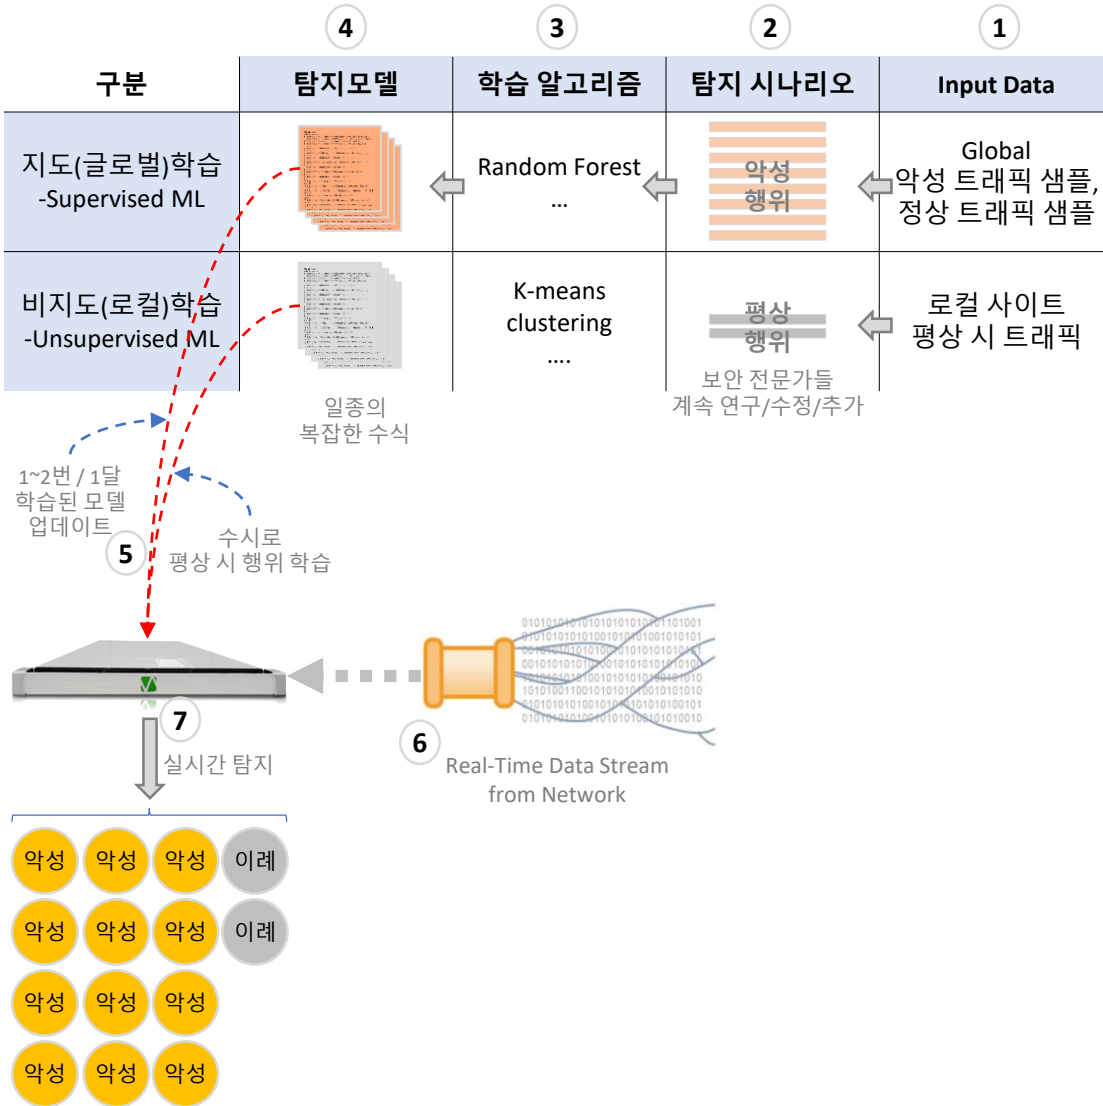 4
3
2
1
구분
탐지모델
학습 알고리즘
탐지 시나리오
Input Data
지도(글로벌)학습
-Supervised ML
Random Forest
...
악성
행위
Global
악성 트래픽 샘플,
정상 트래픽 샘플
비지도(로컬)학습
-Unsupervised ML
K-means
clustering
....
평상
행위
로컬 사이트
평상 시 트래픽
일종의
복잡한 수식
보안 전문가들
계속 연구/수정/추가
1~2번 / 1달
학습된 모델
업데이트
5
수시로
평상 시 행위 학습
6
Real-Time Data Stream
from Network
7
실시간 탐지
악성 악성 악성 이례
악성 악성 악성 이례
악성 악성 악성
악성 악성 악성